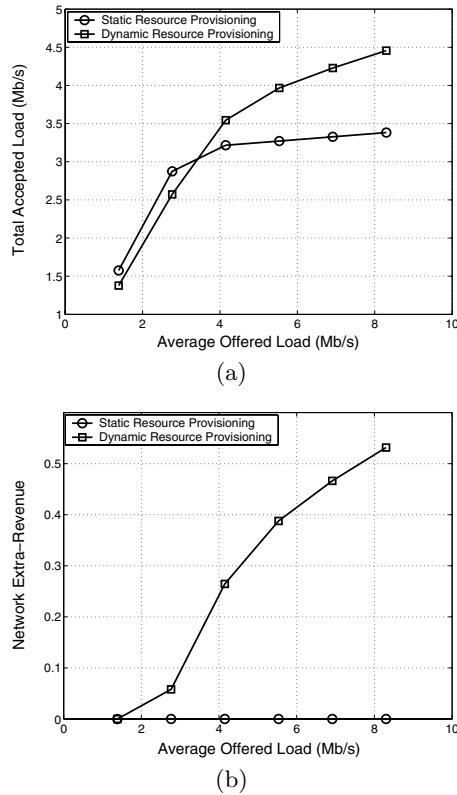 5
Static Resource Provisioning
Dynamic Resource Provisioning
4.5
4
3.5
3
2.5
2
1.5
1
Total Accepted Load (Mb/s)
0 2 4 6 8 10
Average Offered Load (Mb/s)
(a)
Static Resource Provisioning
Dynamic Resource Provisioning
0.5
0.4
0.3
0.2
0.1
0
Network Extra−Revenue
0 2 4 6 8 10
Average Offered Load (Mb/s)
(b)